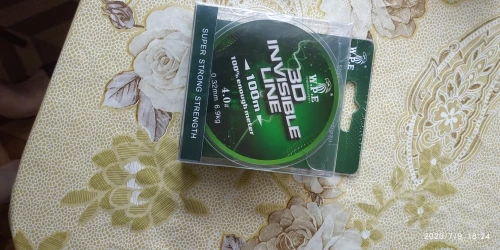 W.P.E
3D
INVISIBLE
LINE
100m
100% enough meter
4.0#
0.32mm 6.9kg
SUPER STRONG STRENGTH
W.P.E
2020/7/9 18:24